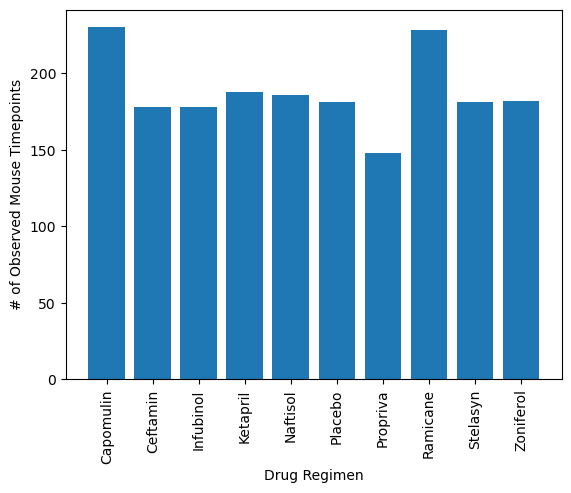 # of Observed Mouse Timepoints
200
150
100
50
0
Capomulin
Ceftamin
Infubinol
Ketapril
Naftisol
Placebo
Propriva
Ramicane
Stelasyn
Zoniferol
Drug Regimen